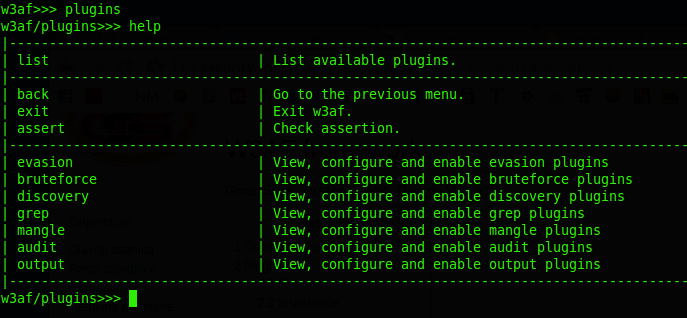 w3af>>> plugins
w3af/plugins>>> help
|-------------------------------------------------------------------------------------
| list                          | List available plugins.
|-------------------------------------------------------------------------------------
| back                          | Go to the previous menu.
| exit                          | Exit w3af.
| assert                        | Check assertion.
|-------------------------------------------------------------------------------------
| evasion                       | View, configure and enable evasion plugins
| bruteforce                    | View, configure and enable bruteforce plugins
| discovery                     | View, configure and enable discovery plugins
| grep                          | View, configure and enable grep plugins
| mangle                        | View, configure and enable mangle plugins
| audit                         | View, configure and enable audit plugins
| output                        | View, configure and enable output plugins
|-------------------------------------------------------------------------------------
w3af/plugins>>>